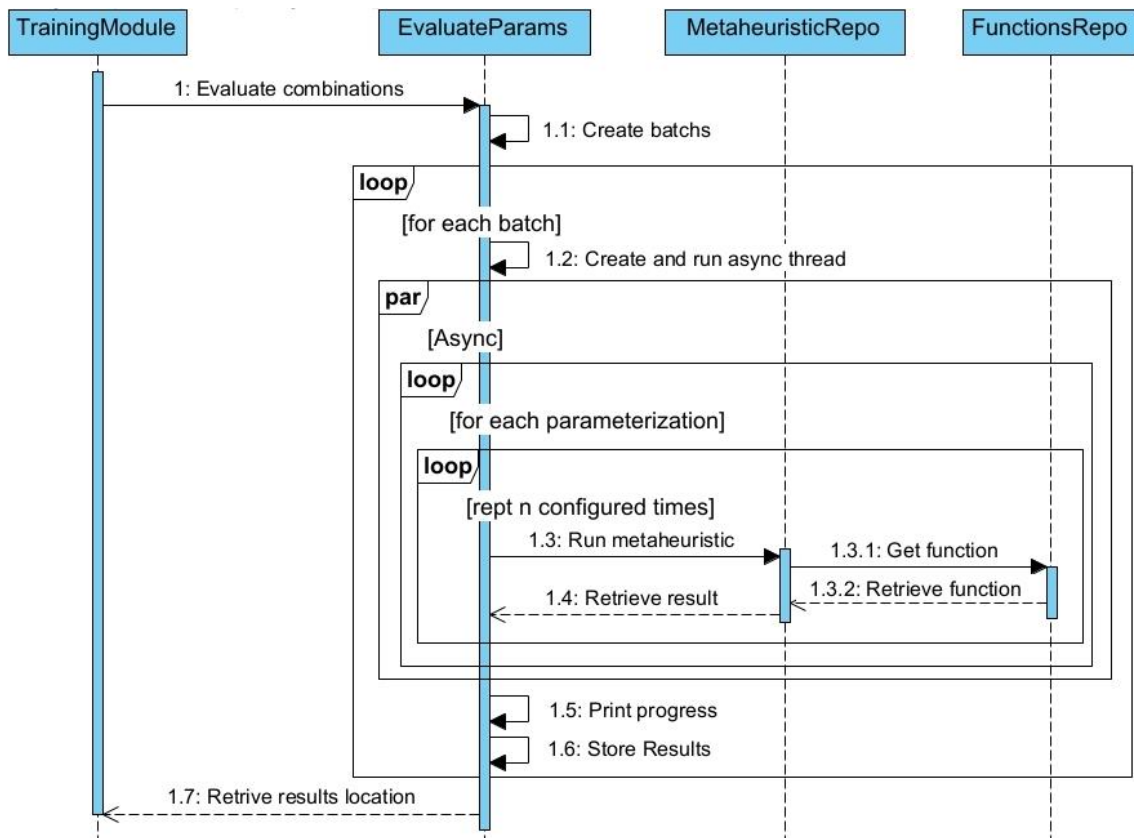 TrainingModule
EvaluateParams
MetaheuristicRepo
FunctionsRepo
1: Evaluate combinations
1.1: Create batchs
loop
[for each batch]
1.2: Create and run async thread
par
[Async]
loop
[for each parameterization]
loop
[rept n configured times]
1.3: Run metaheuristic
1.3.1: Get function
1.3.2: Retrieve function
1.4: Retrieve result
1.5: Print progress
1.6: Store Results
1.7: Retrive results location